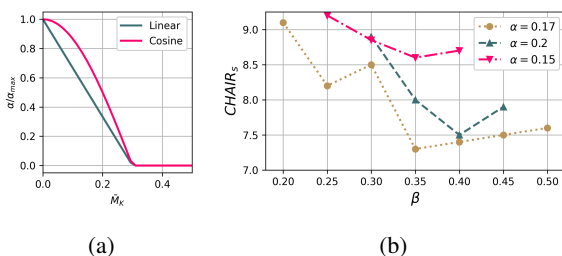 1.0
0.8
0.6
0.4
0.2
0.0
α/α_max
0.0 0.2 0.4
M̄_K
Linear
Cosine
(a)
9.0
8.5
8.0
7.5
7.0
CHAIR_S
0.20 0.25 0.30 0.35 0.40 0.45 0.50
β
α = 0.17
α = 0.2
α = 0.15
(b)